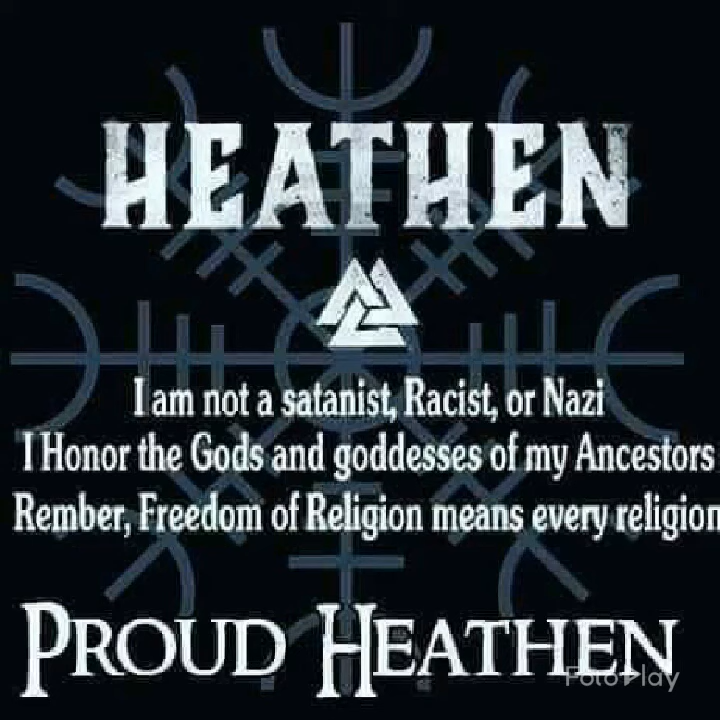 HEATHEN
I am not a satanist, Racist, or Nazi
I Honor the Gods and goddesses of my Ancestors
Rember, Freedom of Religion means every religion
PROUD HEATHEN
FotoPlay